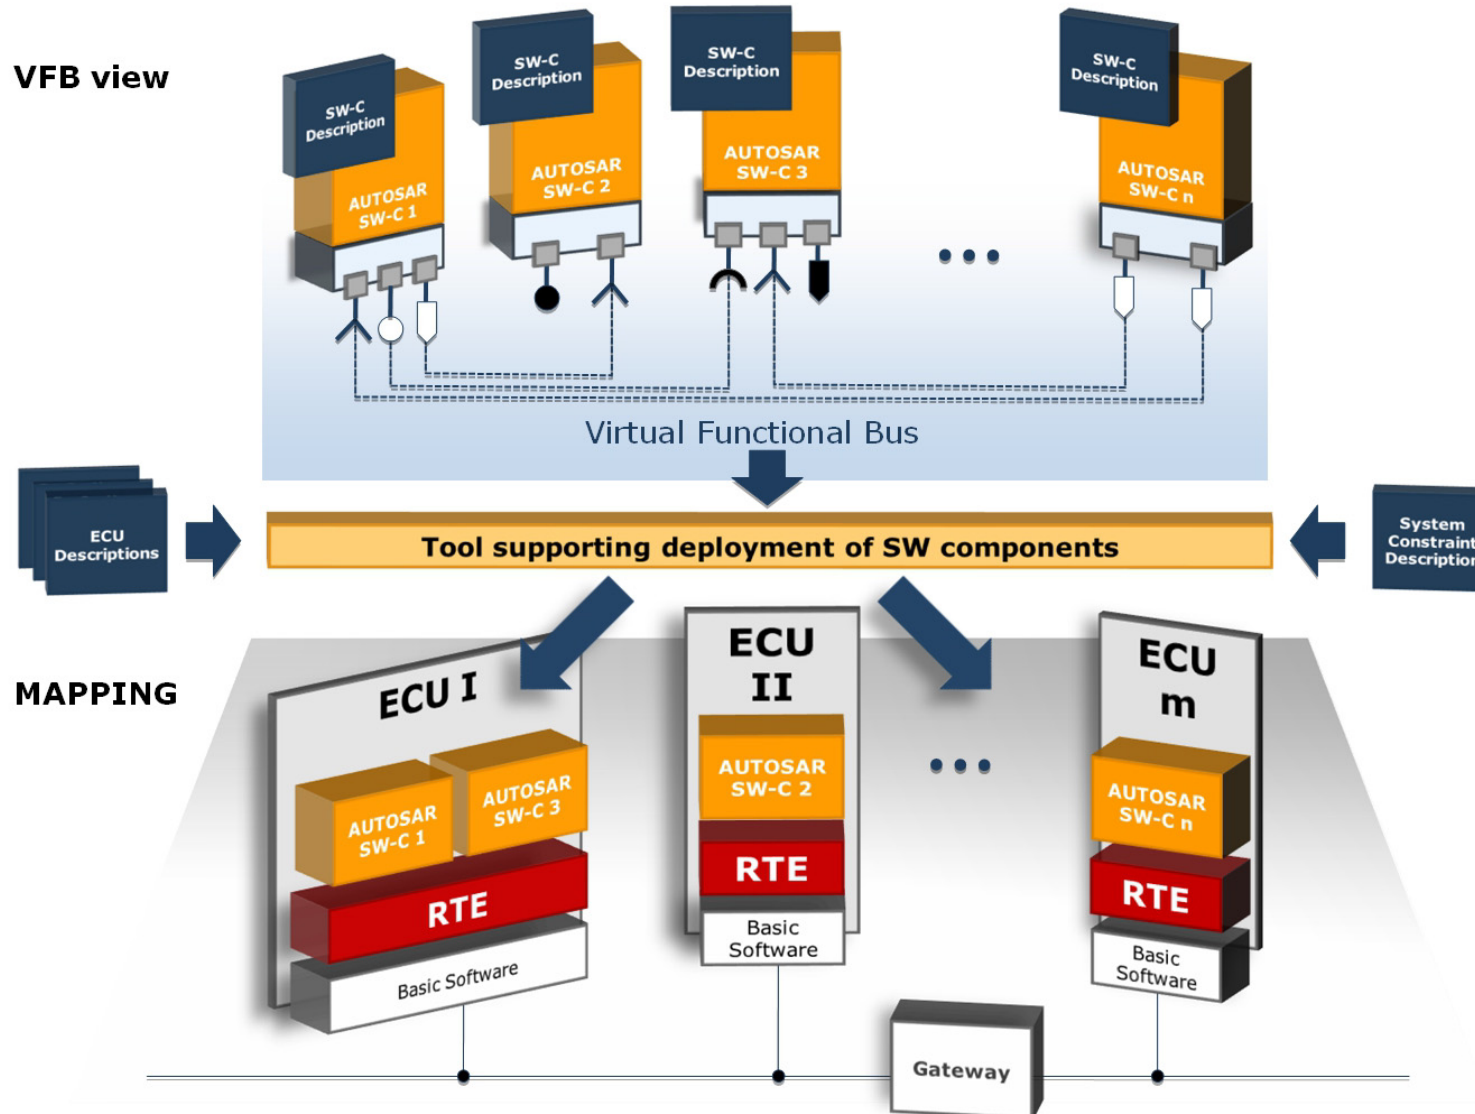 VFB view
SW-C
Description
AUTOSAR
SW-C 1
SW-C
Description
AUTOSAR
SW-C 2
SW-C
Description
AUTOSAR
SW-C 3
SW-C
Description
AUTOSAR
SW-C n
Virtual Functional Bus
ECU
Descriptions
Tool supporting deployment of SW components
System
Constraint
Description
MAPPING
ECU I
AUTOSAR
SW-C 1
AUTOSAR
SW-C 3
RTE
Basic Software
ECU
II
AUTOSAR
SW-C 2
RTE
Basic
Software
ECU
m
AUTOSAR
SW-C n
RTE
Basic
Software
Gateway